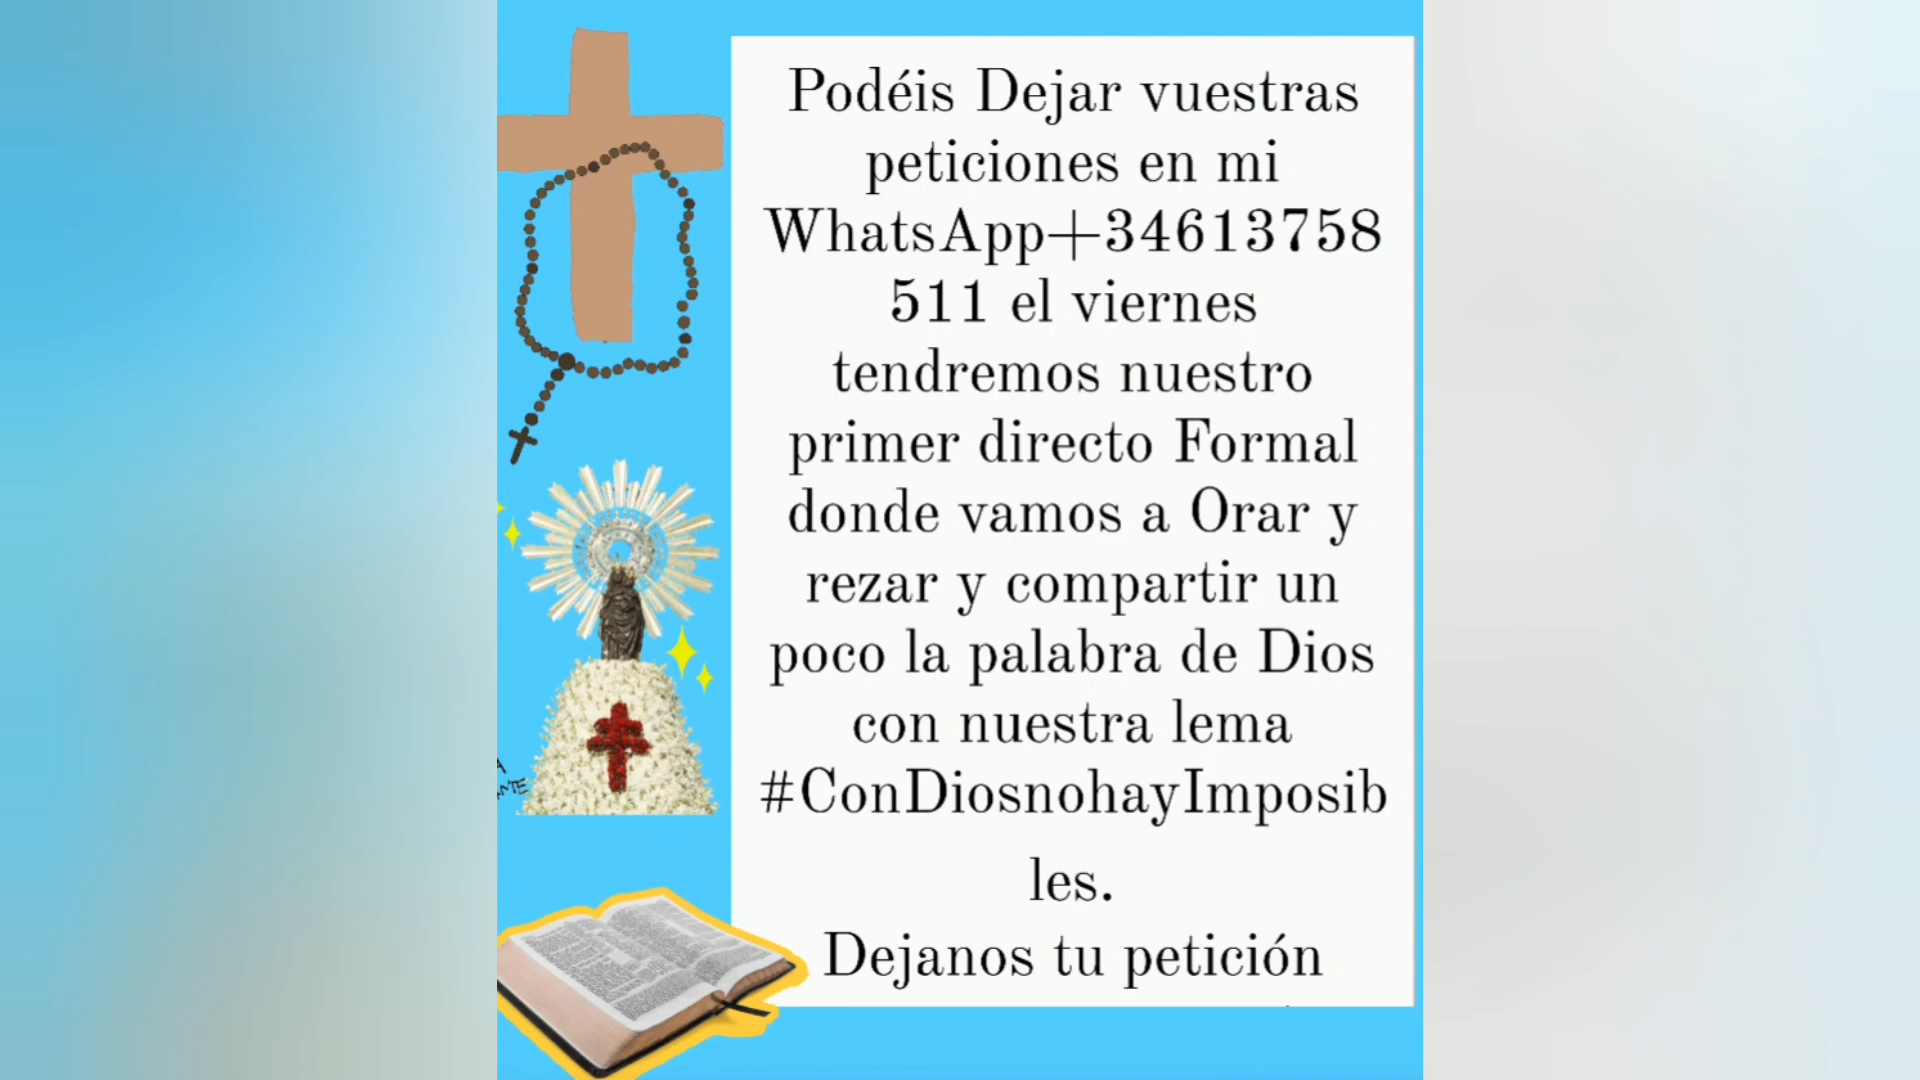 Podéis Dejar vuestras
peticiones en mi
WhatsApp+34613758
511 el viernes
tendremos nuestro
primer directo Formal
donde vamos a Orar y
rezar y compartir un
poco la palabra de Dios
con nuestra lema
#ConDiosnohayImposib
les.
Dejanos tu petición